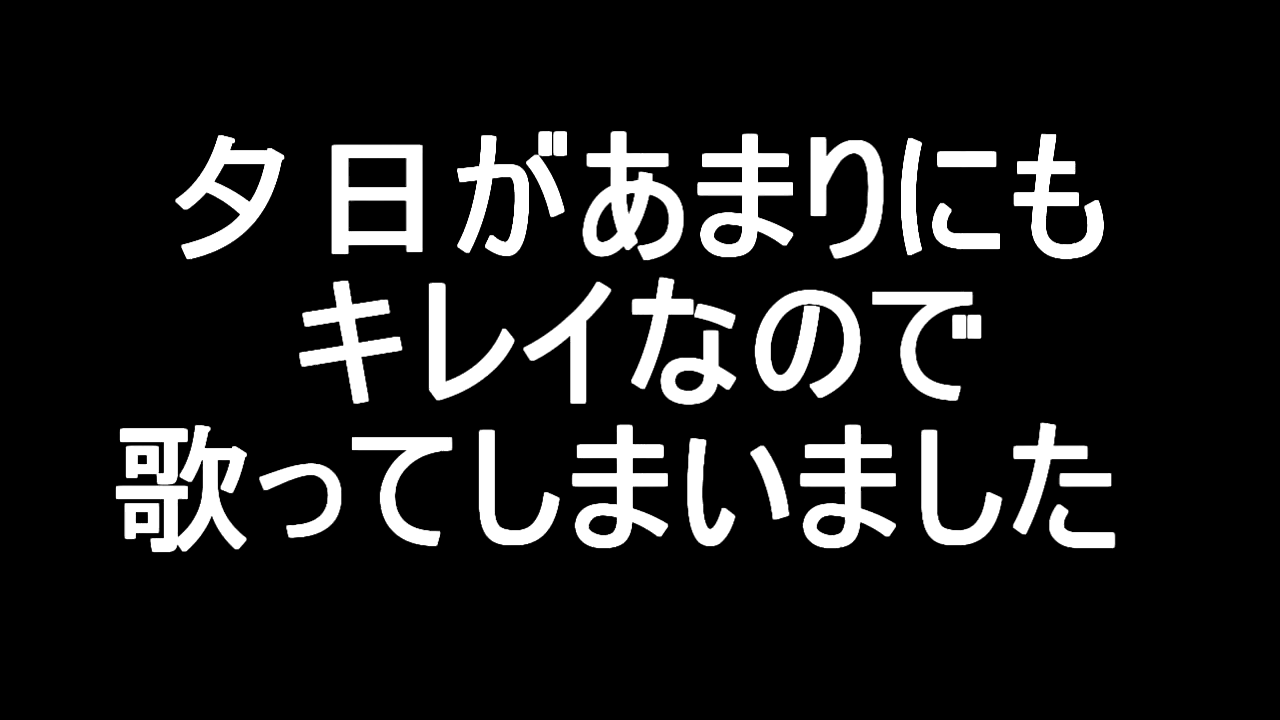 夕日があまりにも
キレイなので
歌ってしまいました